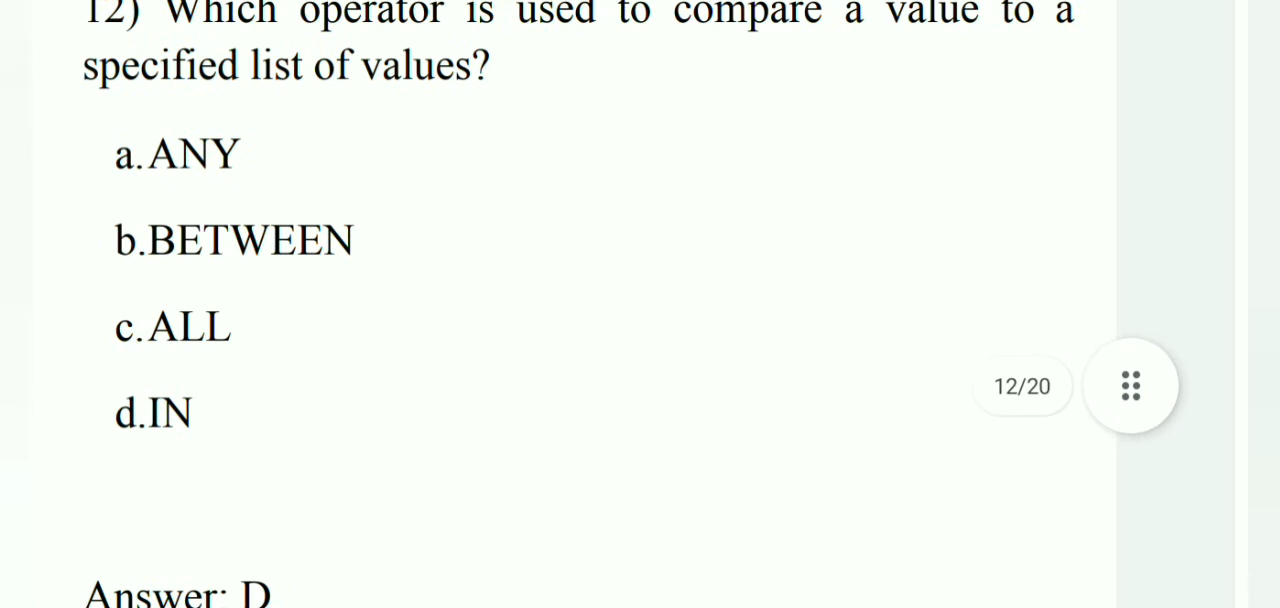 12) Which operator is used to compare a value to a
specified list of values?
a. ANY
b.BETWEEN
c. ALL
12/20
d.IN
Answer: D